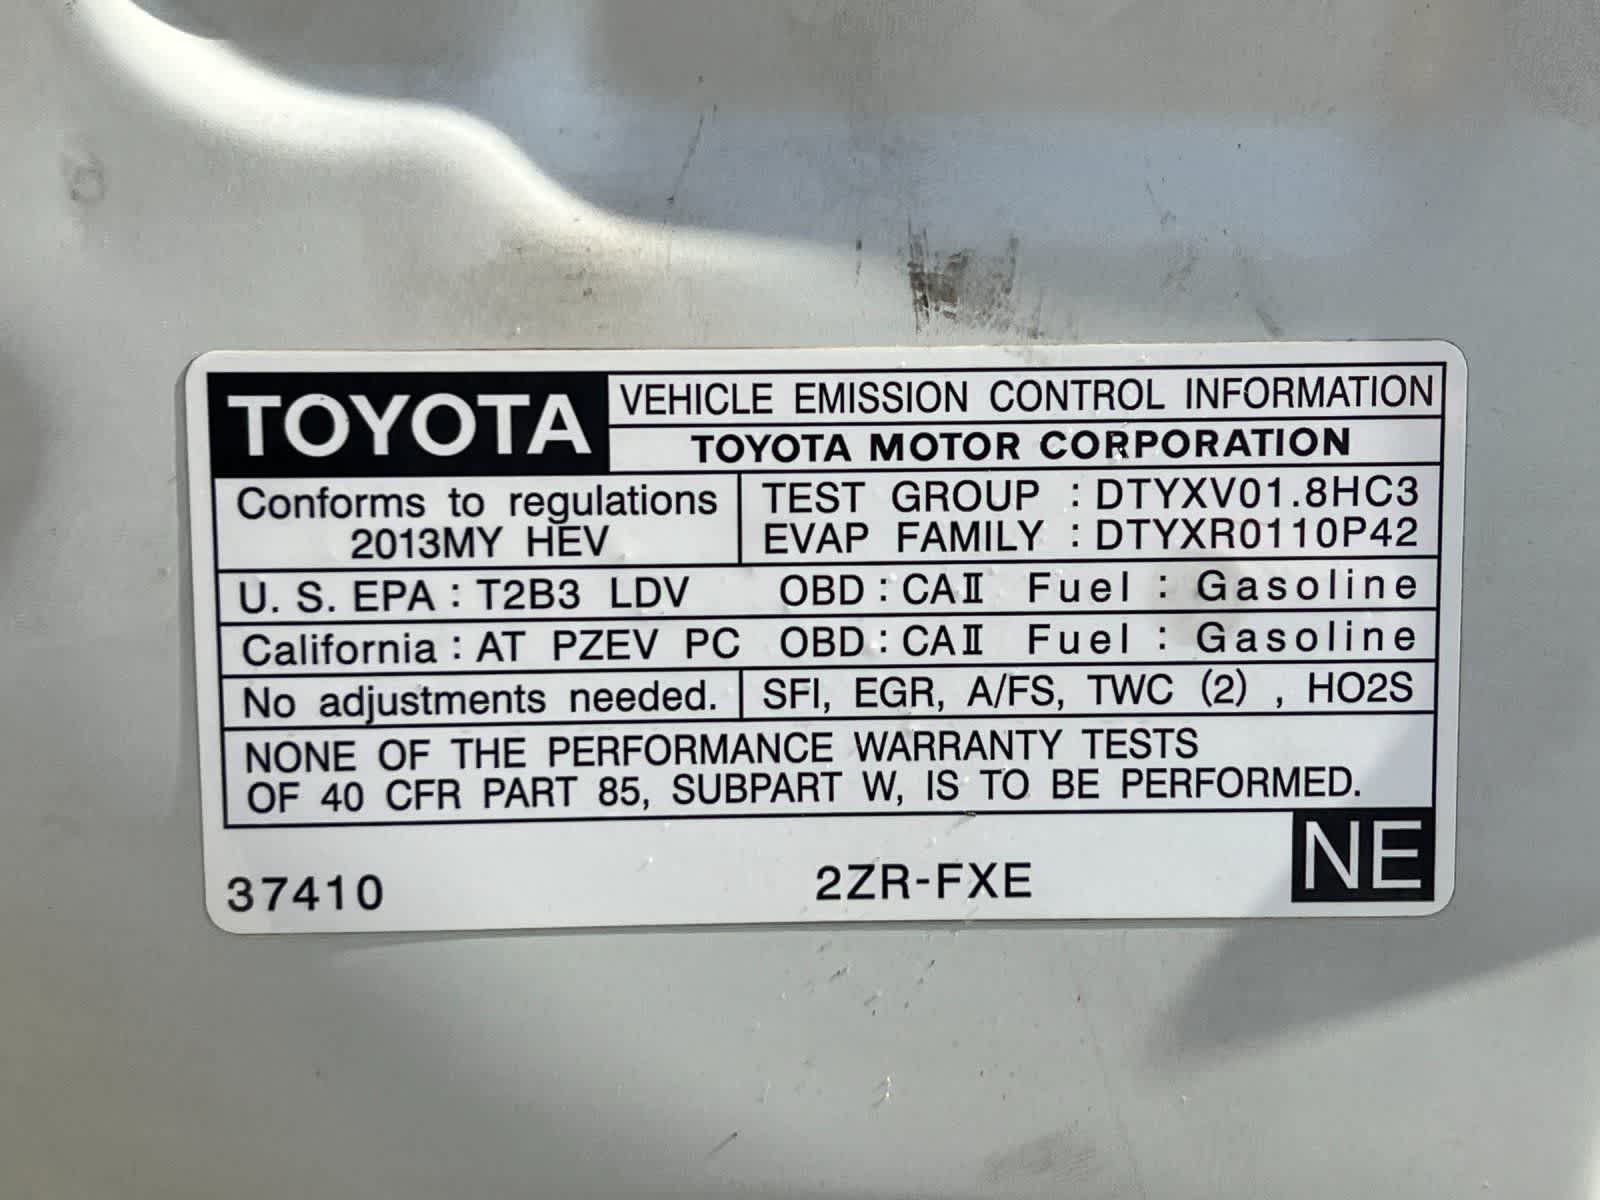 TOYOTA
VEHICLE EMISSION CONTROL INFORMATION
TOYOTA MOTOR CORPORATION
Conforms to regulations
2013MY HEV
TEST GROUP : DTYXV01.8HC3
EVAP FAMILY : DTYXR0110P42
U. S. EPA : T2B3 LDV OBD : CAⅡ Fuel : Gasoline
California : AT PZEV PC OBD : CAⅡ Fuel : Gasoline
No adjustments needed. SFI, EGR, A/FS, TWC (2) , HO2S
NONE OF THE PERFORMANCE WARRANTY TESTS
OF 40 CFR PART 85, SUBPART W, IS TO BE PERFORMED.
37410 2ZR-FXE NE